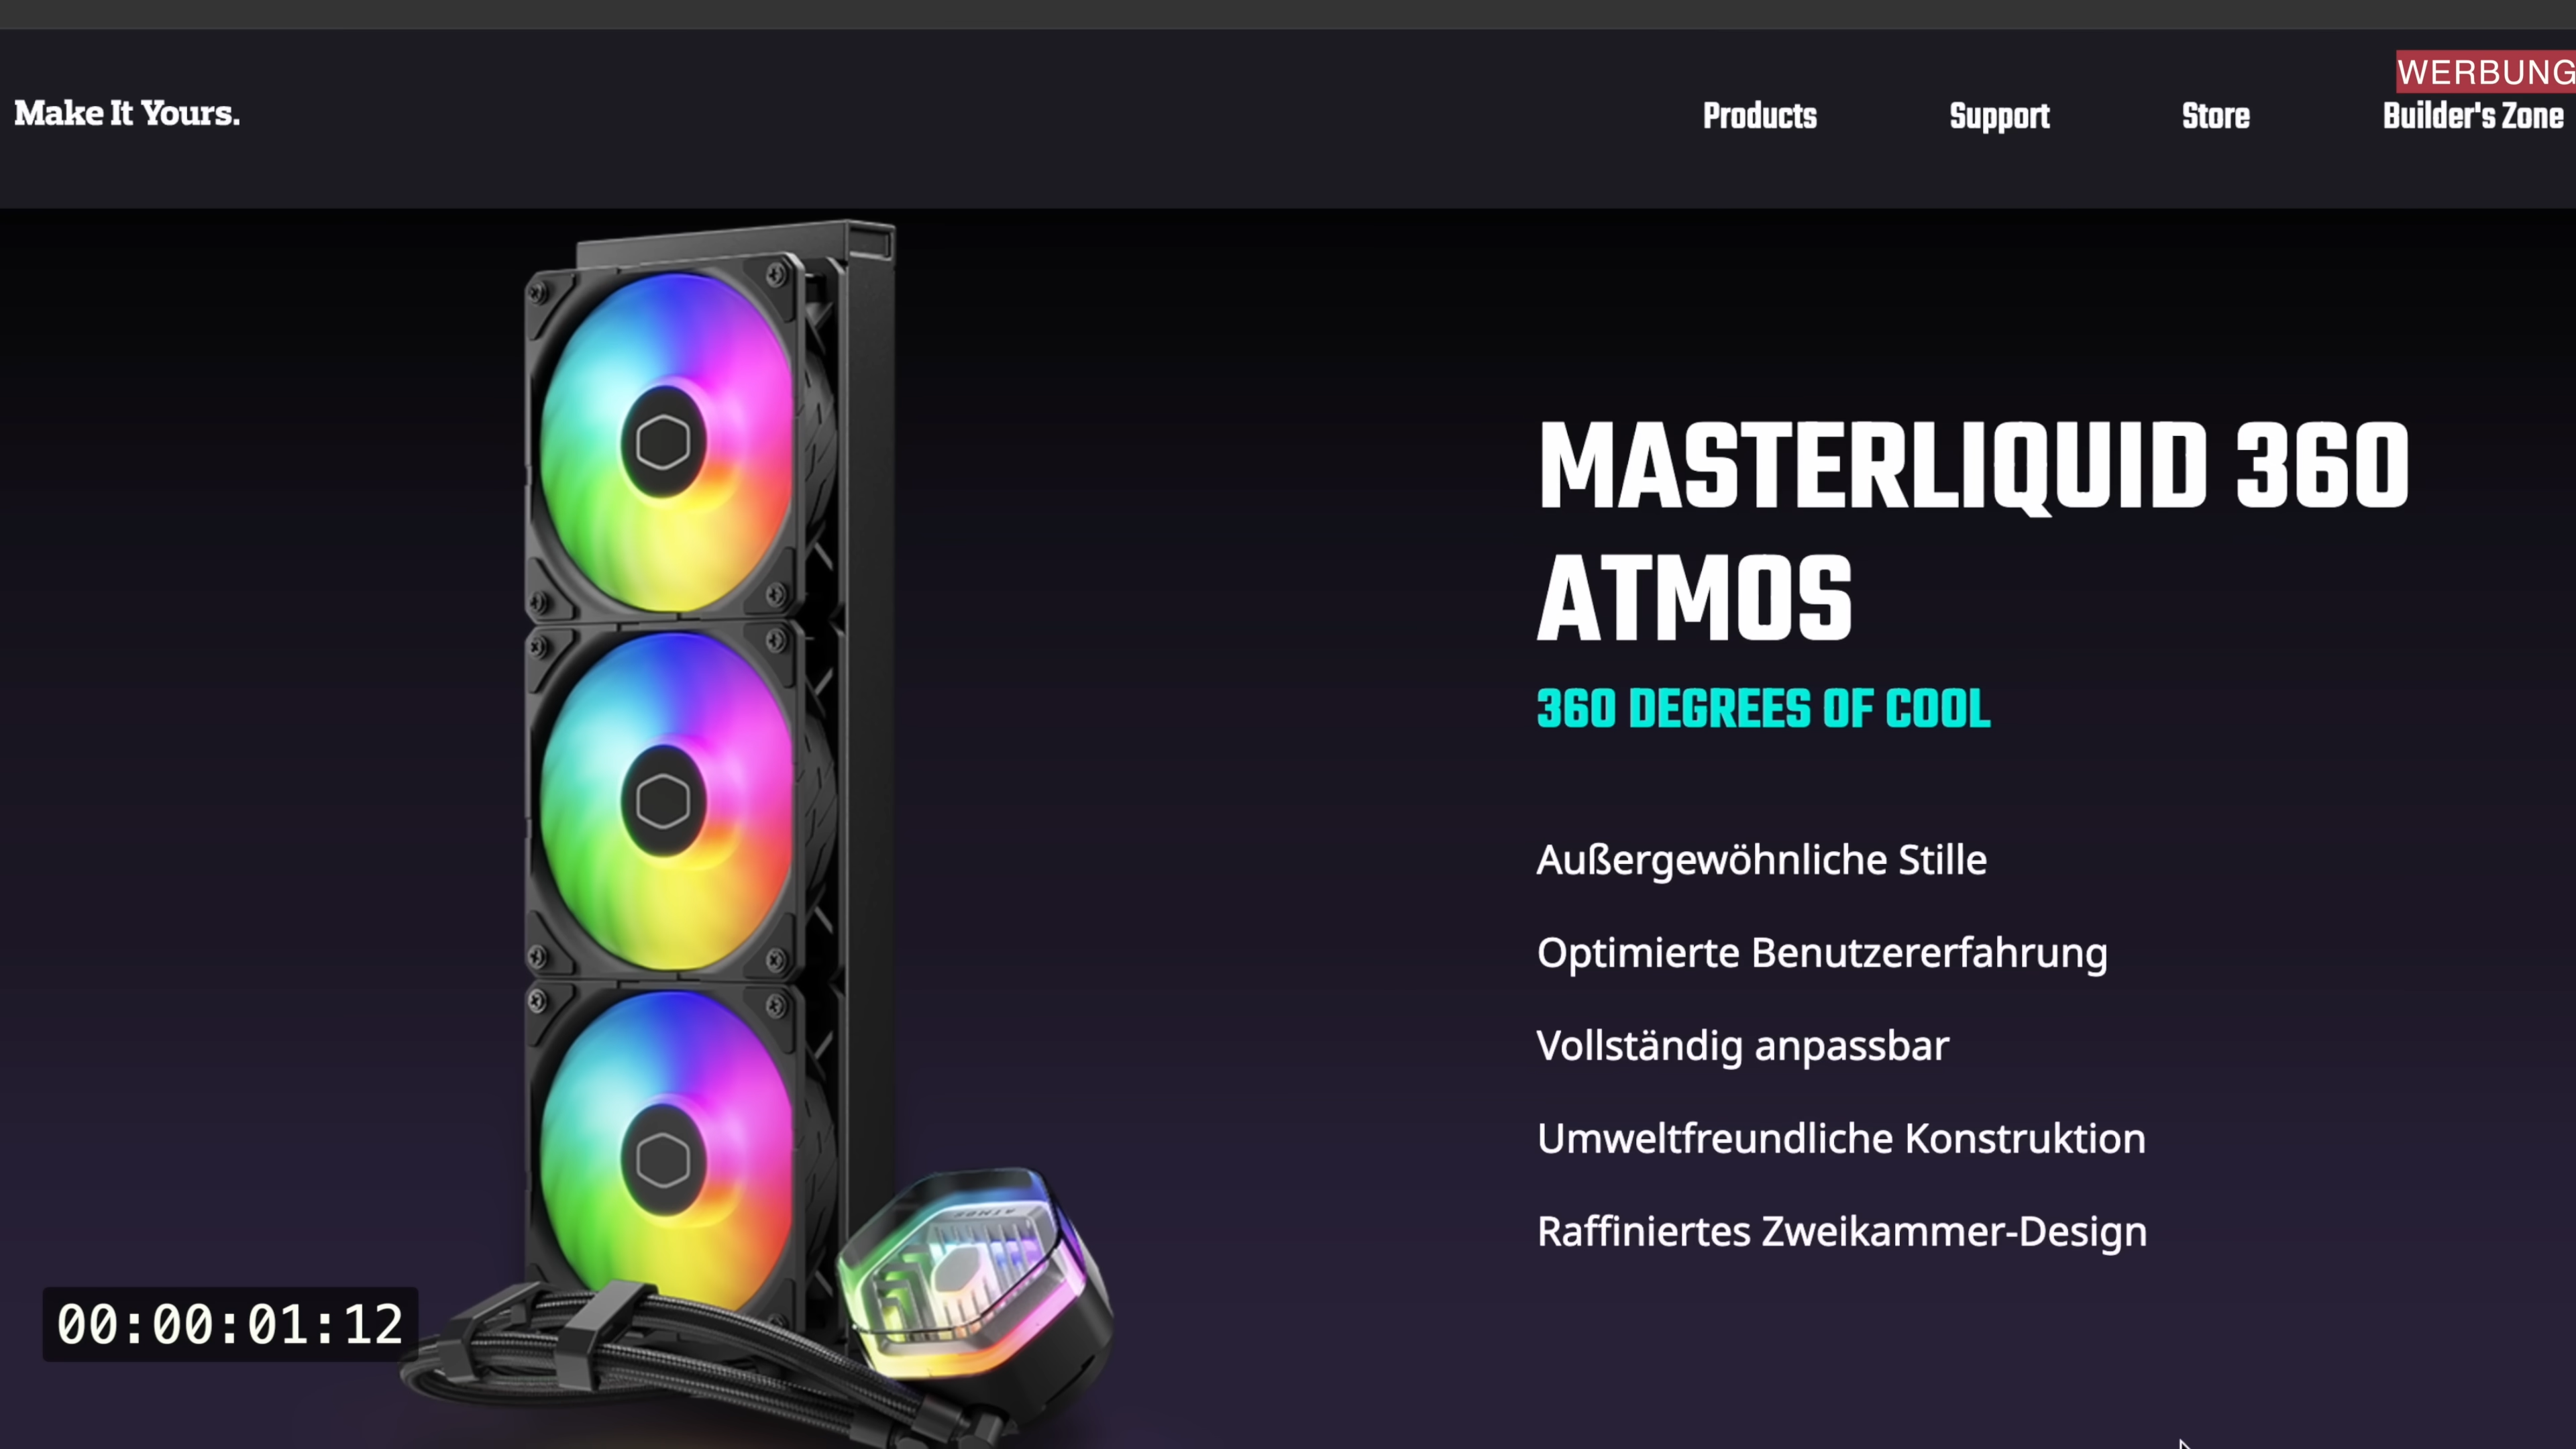 WERBUNG
Make It Yours.
Products
Support
Store
Builder's Zone
MASTERLIQUID 360
ATMOS
360 DEGREES OF COOL
Außergewöhnliche Stille
Optimierte Benutzererfahrung
Vollständig anpassbar
Umweltfreundliche Konstruktion
Raffiniertes Zweikammer-Design
ATMOS
00:00:01:12